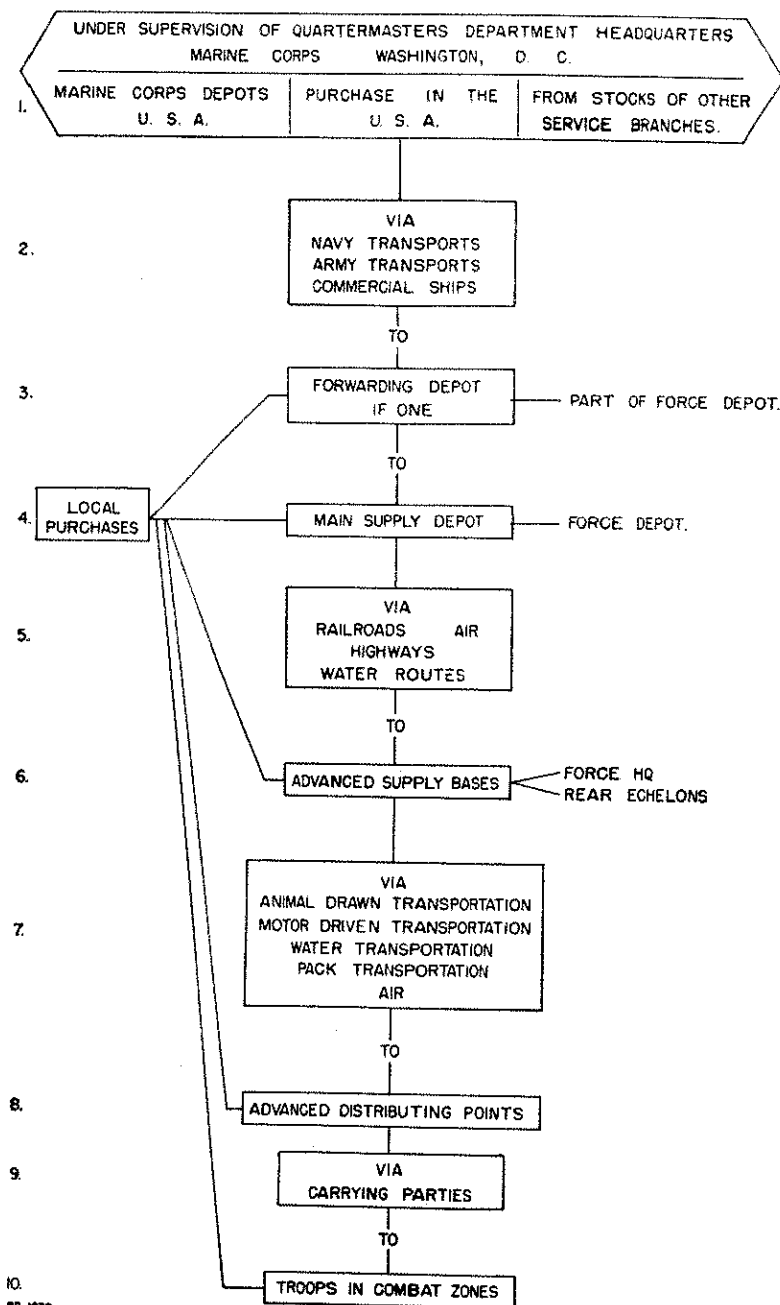 UNDER SUPERVISION OF QUARTERMASTERS DEPARTMENT HEADQUARTERS
MARINE CORPS WASHINGTON, D. C.
1.
MARINE CORPS DEPOTS
U. S. A.
PURCHASE IN THE
U. S. A.
FROM STOCKS OF OTHER
SERVICE BRANCHES.
2.
VIA
NAVY TRANSPORTS
ARMY TRANSPORTS
COMMERCIAL SHIPS
TO
3.
FORWARDING DEPOT
IF ONE
PART OF FORCE DEPOT.
TO
4.
LOCAL
PURCHASES
MAIN SUPPLY DEPOT
FORCE DEPOT.
5.
VIA
RAILROADS AIR
HIGHWAYS
WATER ROUTES
TO
6.
ADVANCED SUPPLY BASES
FORCE HQ
REAR ECHELONS
7.
VIA
ANIMAL DRAWN TRANSPORTATION
MOTOR DRIVEN TRANSPORTATION
WATER TRANSPORTATION
PACK TRANSPORTATION
AIR
TO
8.
ADVANCED DISTRIBUTING POINTS
9.
VIA
CARRYING PARTIES
TO
10.
TROOPS IN COMBAT ZONES